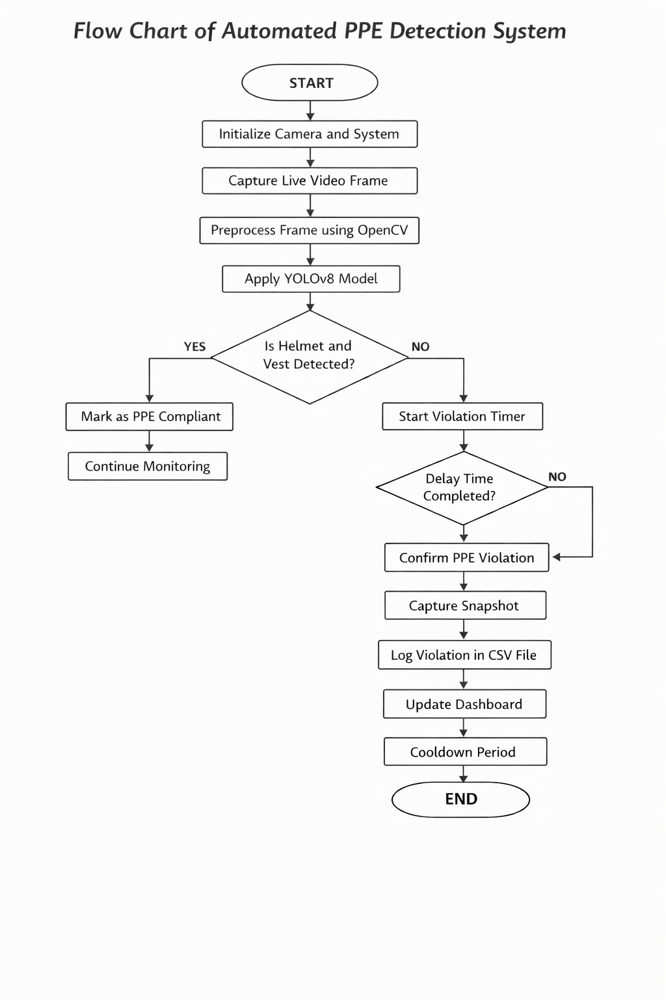 Flow Chart of Automated PPE Detection System
START
Initialize Camera and System
Capture Live Video Frame
Preprocess Frame using OpenCV
Apply YOLOv8 Model
Is Helmet and
Vest Detected?
YES
NO
Mark as PPE Compliant
Continue Monitoring
Start Violation Timer
Delay Time
Completed?
NO
Confirm PPE Violation
Capture Snapshot
Log Violation in CSV File
Update Dashboard
Cooldown Period
END